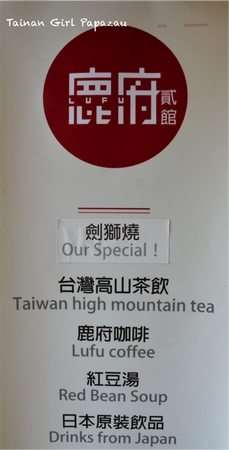 Tainan Girl Papazau
鹿府
LUFU
貳館
劍獅燒
Our Special !
台灣高山茶飲
Taiwan high mountain tea
鹿府咖啡
Lufu coffee
紅豆湯
Red Bean Soup
日本原裝飲品
Drinks from Japan